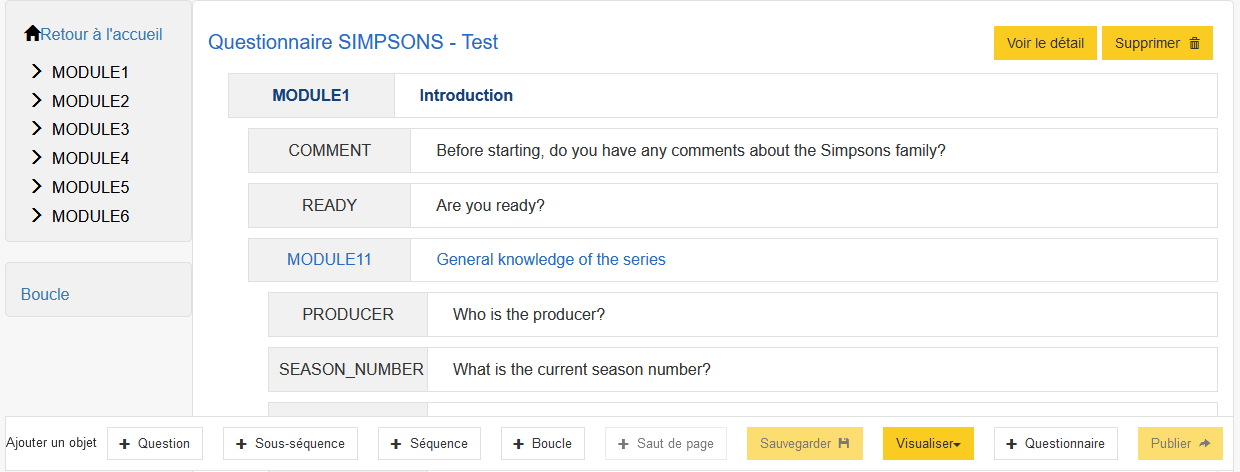 Retour à l'accueil
MODULE1
MODULE2
MODULE3
MODULE4
MODULE5
MODULE6
Boucle
Questionnaire SIMPSONS - Test
Voir le détail
Supprimer
MODULE1 Introduction
COMMENT Before starting, do you have any comments about the Simpsons family?
READY Are you ready?
MODULE11 General knowledge of the series
PRODUCER Who is the producer?
SEASON_NUMBER What is the current season number?
Ajouter un objet + Question + Sous-séquence + Séquence + Boucle + Saut de page Sauvegarder Visualiser + Questionnaire Publier